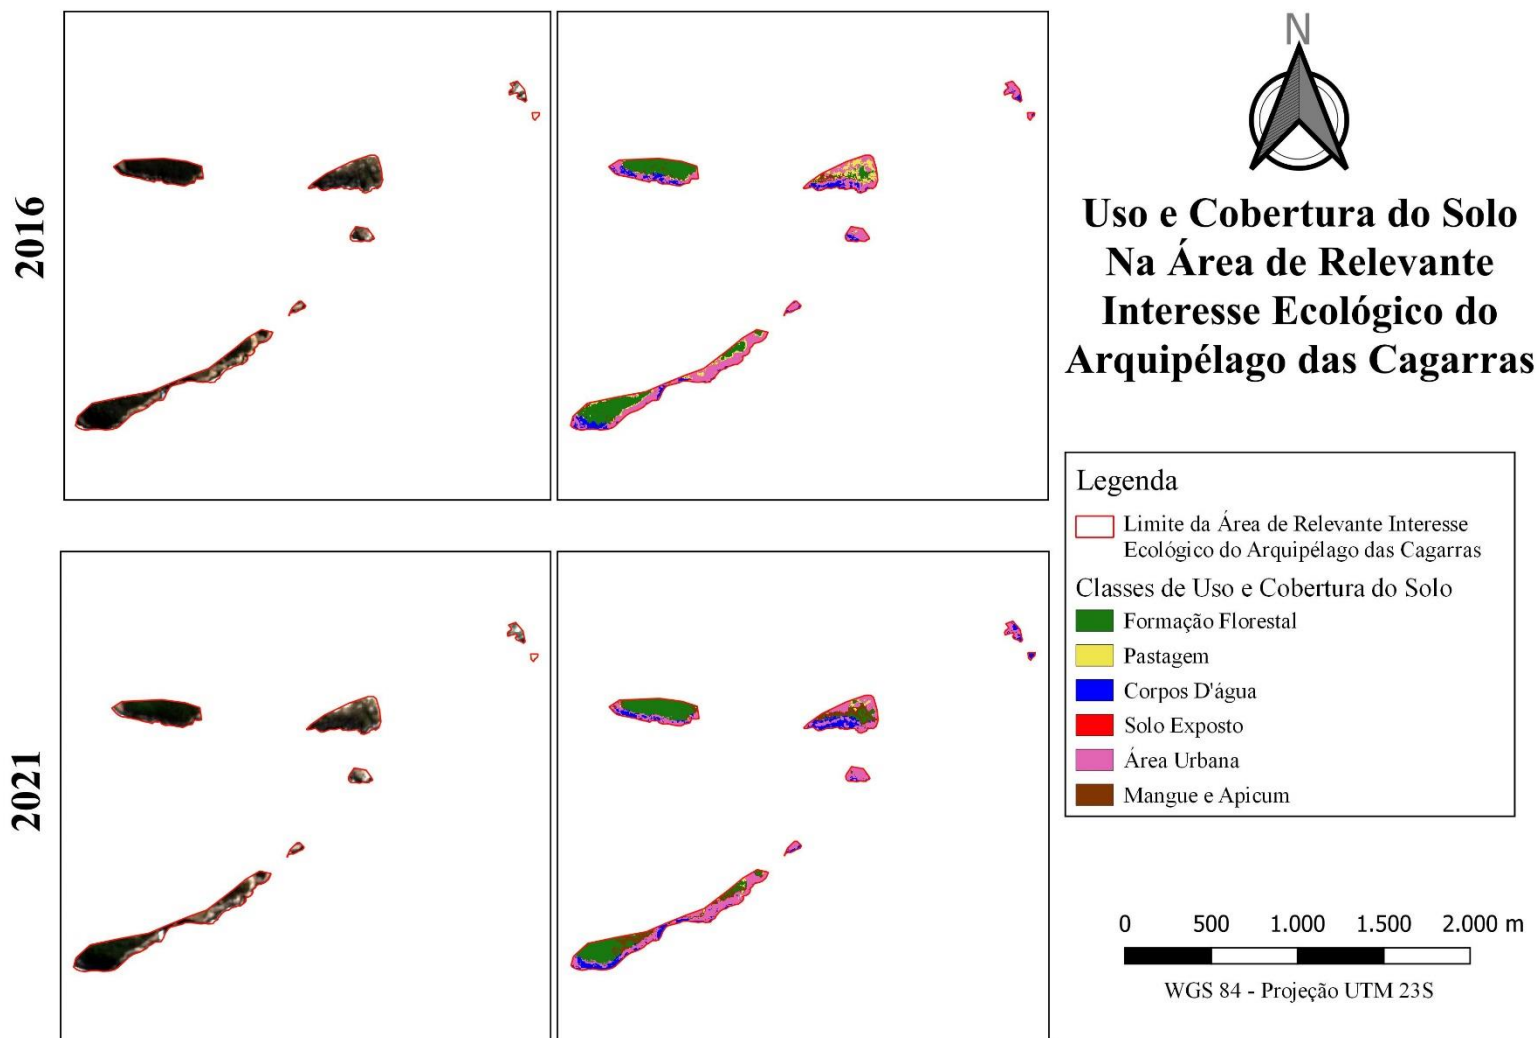 2016
2021
N
Uso e Cobertura do Solo
Na Área de Relevante
Interesse Ecológico do
Arquipélago das Cagarras
Legenda
Limite da Área de Relevante Interesse
Ecológico do Arquipélago das Cagarras
Classes de Uso e Cobertura do Solo
Formação Florestal
Pastagem
Corpos D'água
Solo Exposto
Área Urbana
Mangue e Apicum
0 500 1.000 1.500 2.000 m
WGS 84 - Projeção UTM 23S